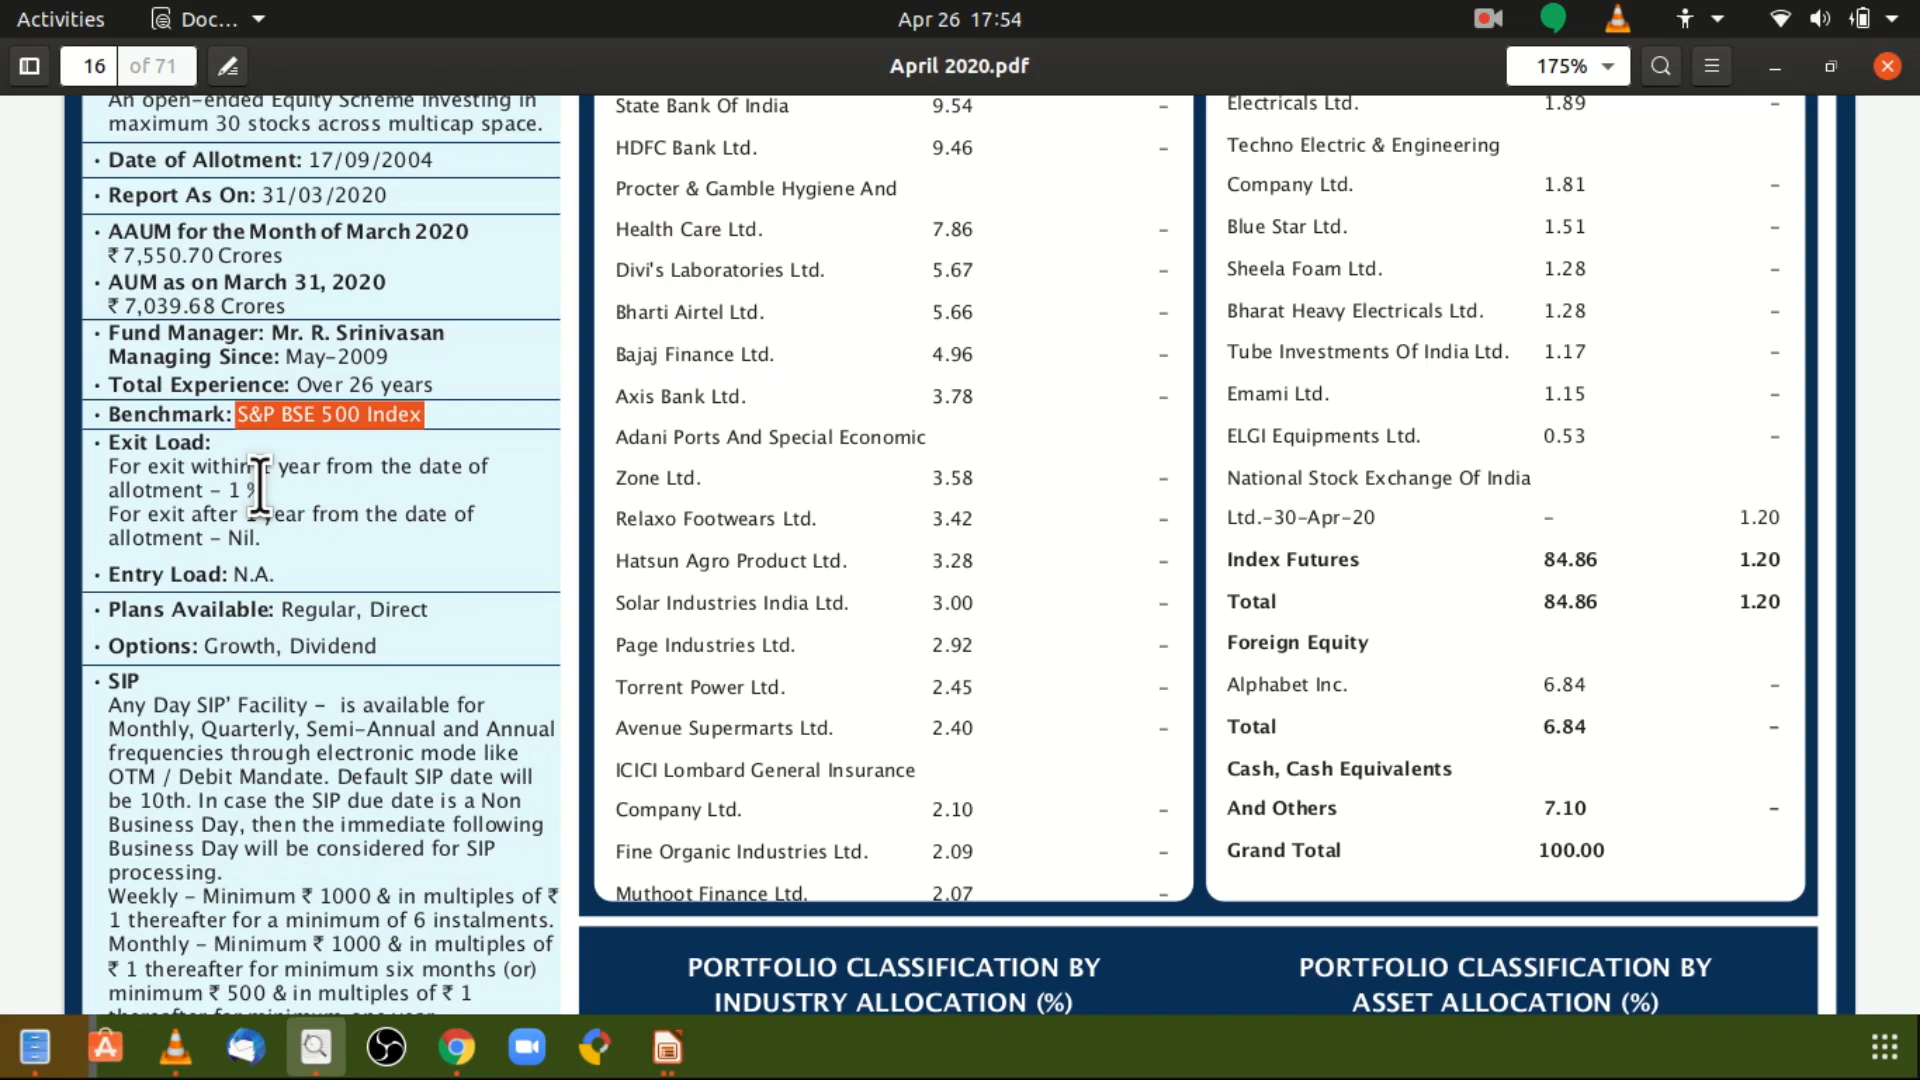 Activities
Doc...
Apr 26 17:54
16 of 71
April 2020.pdf
175%
An open-ended Equity Scheme investing in
maximum 30 stocks across multicap space.
• Date of Allotment: 17/09/2004
• Report As On: 31/03/2020
• AAUM for the Month of March 2020
₹ 7,550.70 Crores
• AUM as on March 31, 2020
₹ 7,039.68 Crores
• Fund Manager: Mr. R. Srinivasan
Managing Since: May-2009
• Total Experience: Over 26 years
• Benchmark: S&P BSE 500 Index
• Exit Load:
For exit within year from the date of
allotment - 1 %
For exit after 1 year from the date of
allotment - Nil.
• Entry Load: N.A.
• Plans Available: Regular, Direct
• Options: Growth, Dividend
• SIP
Any Day SIP' Facility - is available for
Monthly, Quarterly, Semi-Annual and Annual
frequencies through electronic mode like
OTM / Debit Mandate. Default SIP date will
be 10th. In case the SIP due date is a Non
Business Day, then the immediate following
Business Day will be considered for SIP
processing.
Weekly - Minimum ₹ 1000 & in multiples of ₹
1 thereafter for a minimum of 6 instalments.
Monthly - Minimum ₹ 1000 & in multiples of
₹ 1 thereafter for minimum six months (or)
minimum ₹ 500 & in multiples of ₹ 1
State Bank Of India 9.54 -
HDFC Bank Ltd. 9.46 -
Procter & Gamble Hygiene And
Health Care Ltd. 7.86 -
Divi's Laboratories Ltd. 5.67 -
Bharti Airtel Ltd. 5.66 -
Bajaj Finance Ltd. 4.96 -
Axis Bank Ltd. 3.78 -
Adani Ports And Special Economic
Zone Ltd. 3.58 -
Relaxo Footwears Ltd. 3.42 -
Hatsun Agro Product Ltd. 3.28 -
Solar Industries India Ltd. 3.00 -
Page Industries Ltd. 2.92 -
Torrent Power Ltd. 2.45 -
Avenue Supermarts Ltd. 2.40 -
ICICI Lombard General Insurance
Company Ltd. 2.10 -
Fine Organic Industries Ltd. 2.09 -
Muthoot Finance Ltd. 2.07 -
Electricals Ltd. 1.89 -
Techno Electric & Engineering
Company Ltd. 1.81 -
Blue Star Ltd. 1.51 -
Sheela Foam Ltd. 1.28 -
Bharat Heavy Electricals Ltd. 1.28 -
Tube Investments Of India Ltd. 1.17 -
Emami Ltd. 1.15 -
ELGI Equipments Ltd. 0.53 -
National Stock Exchange Of India
Ltd.-30-Apr-20 - 1.20
Index Futures 84.86 1.20
Total 84.86 1.20
Foreign Equity
Alphabet Inc. 6.84 -
Total 6.84 -
Cash, Cash Equivalents
And Others 7.10 -
Grand Total 100.00
PORTFOLIO CLASSIFICATION BY
INDUSTRY ALLOCATION (%)
PORTFOLIO CLASSIFICATION BY
ASSET ALLOCATION (%)